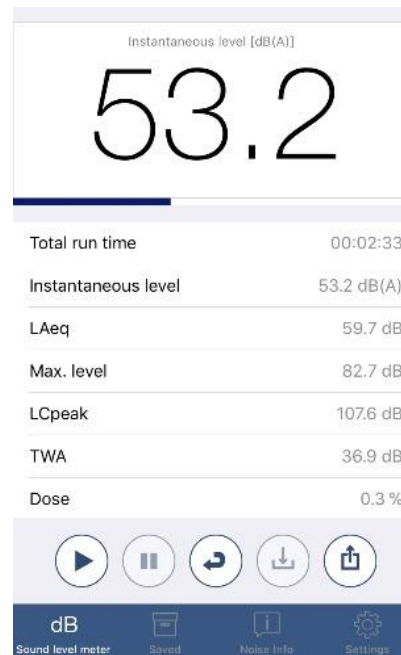 Instantaneous level [dB(A)]
53.2
Total run time 00:02:33
Instantaneous level 53.2 dB(A)
LAeq 59.7 dB
Max. level 82.7 dB
LCpeak 107.6 dB
TWA 36.9 dB
Dose 0.3 %
dB
Sound level meter Saved Noise Info Settings